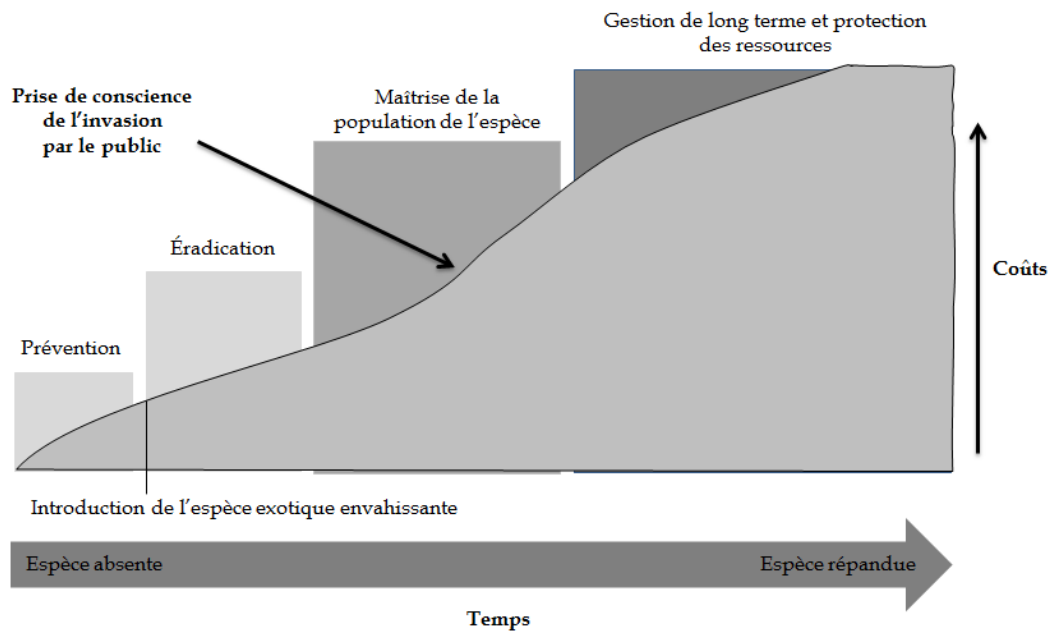 Gestion de long terme et protection
des ressources
Prise de conscience
de l'invasion
par le public
Maîtrise de la
population de l'espèce
Éradication
Coûts
Prévention
Introduction de l'espèce exotique envahissante
Espèce absente
Espèce répandue
Temps